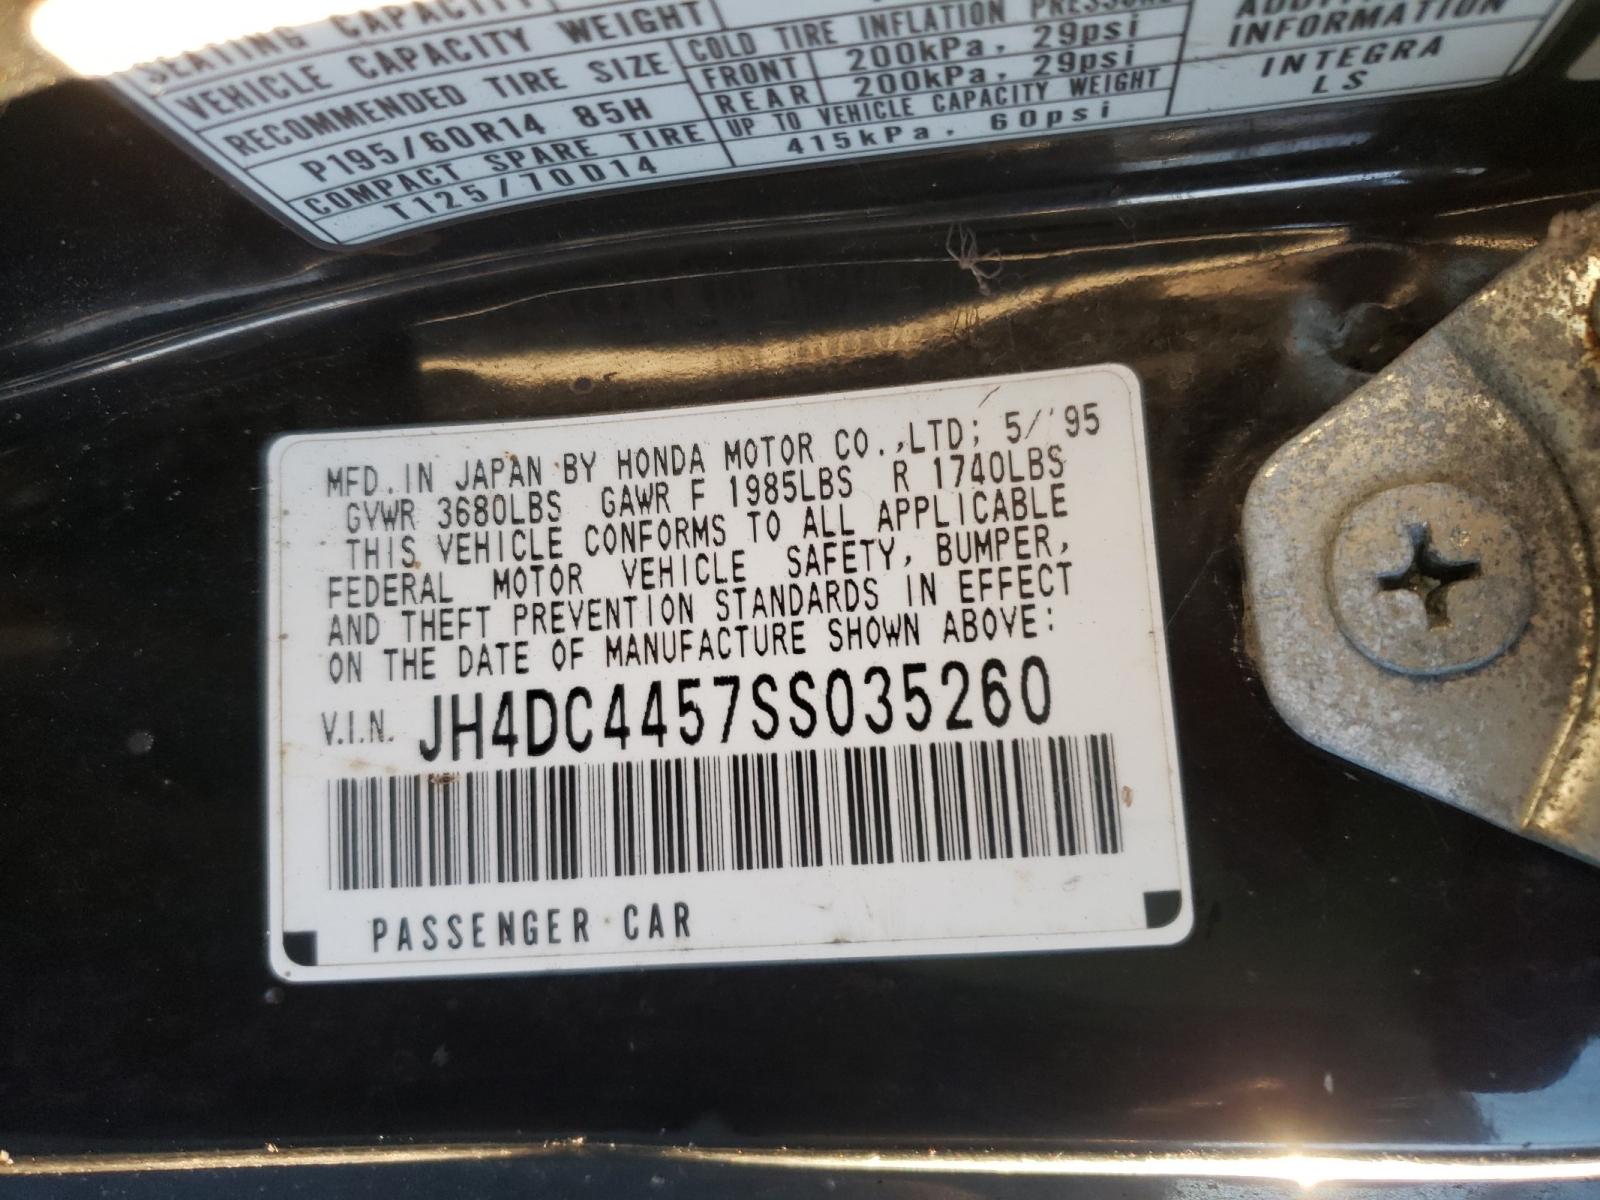 SEATING CAPACITY
VEHICLE CAPACITY WEIGHT
RECOMMENDED TIRE SIZE
P195/60R14 85H
COMPACT SPARE TIRE
T125/70D14
COLD TIRE INFLATION PRESSURE
FRONT 200kPa, 29psi
REAR 200kPa, 29psi
UP TO VEHICLE CAPACITY WEIGHT
415kPa, 60psi
INFORMATION
INTEGRA
LS
MFD. IN JAPAN BY HONDA MOTOR CO.,LTD; 5/'95
GVWR 3680LBS GAWR F 1985LBS R 1740LBS
THIS VEHICLE CONFORMS TO ALL APPLICABLE
FEDERAL MOTOR VEHICLE SAFETY, BUMPER,
AND THEFT PREVENTION STANDARDS IN EFFECT
ON THE DATE OF MANUFACTURE SHOWN ABOVE:
V.I.N. JH4DC4457SS035260
PASSENGER CAR